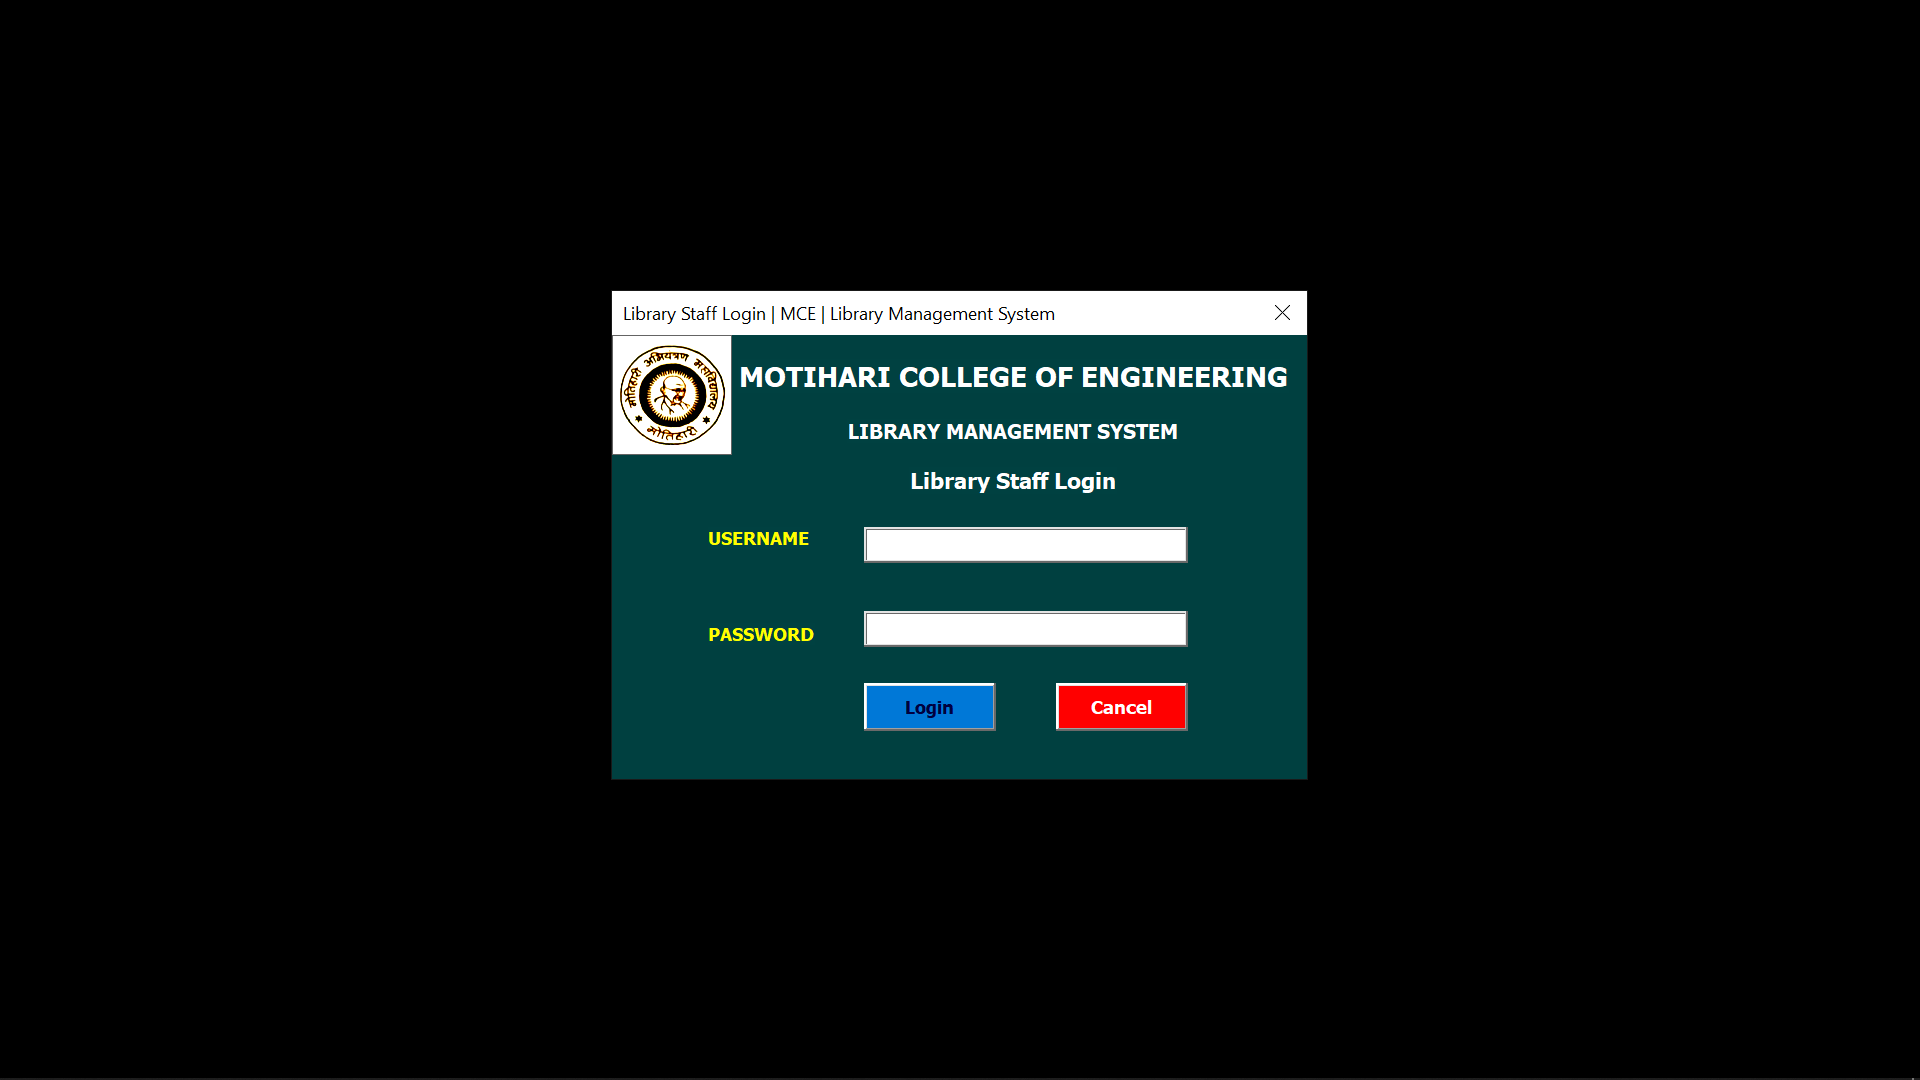 Library Staff Login | MCE | Library Management System
मोतिहारी अभियंत्रण महाविद्यालय
मोतिहारी
MOTIHARI COLLEGE OF ENGINEERING
LIBRARY MANAGEMENT SYSTEM
Library Staff Login
USERNAME
PASSWORD
Login
Cancel